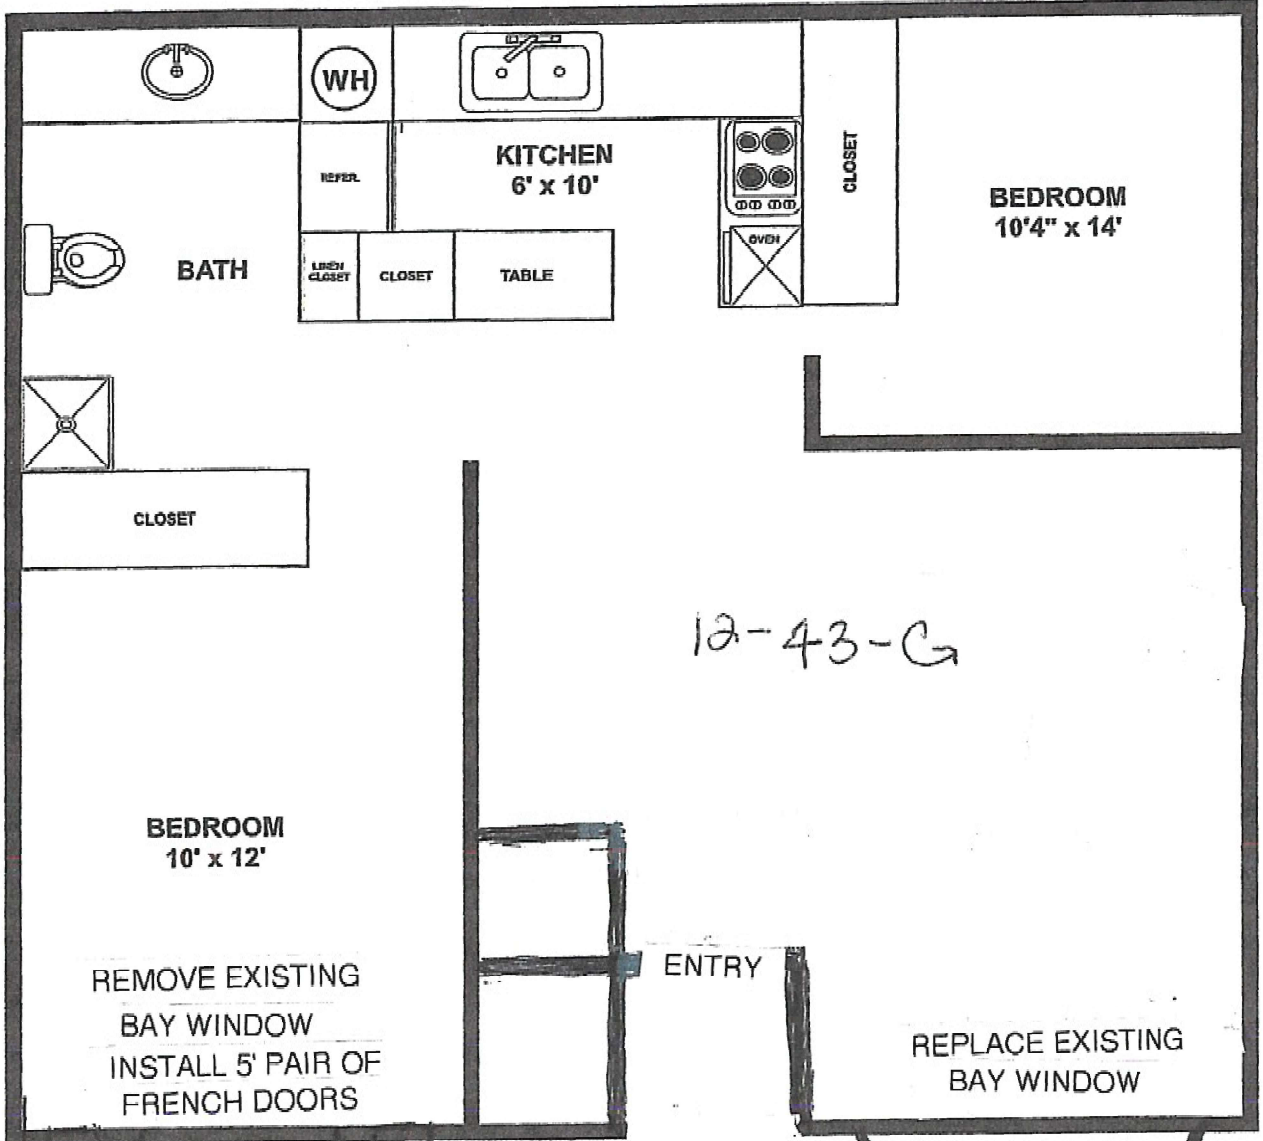 WH
KITCHEN
6' x 10'
REFER.
CLOSET
BEDROOM
10'4" x 14'
OVEN
BATH
LINEN
CLOSET
CLOSET
TABLE
CLOSET
12-43-G
BEDROOM
10' x 12'
ENTRY
REMOVE EXISTING
BAY WINDOW
INSTALL 5' PAIR OF
FRENCH DOORS
REPLACE EXISTING
BAY WINDOW